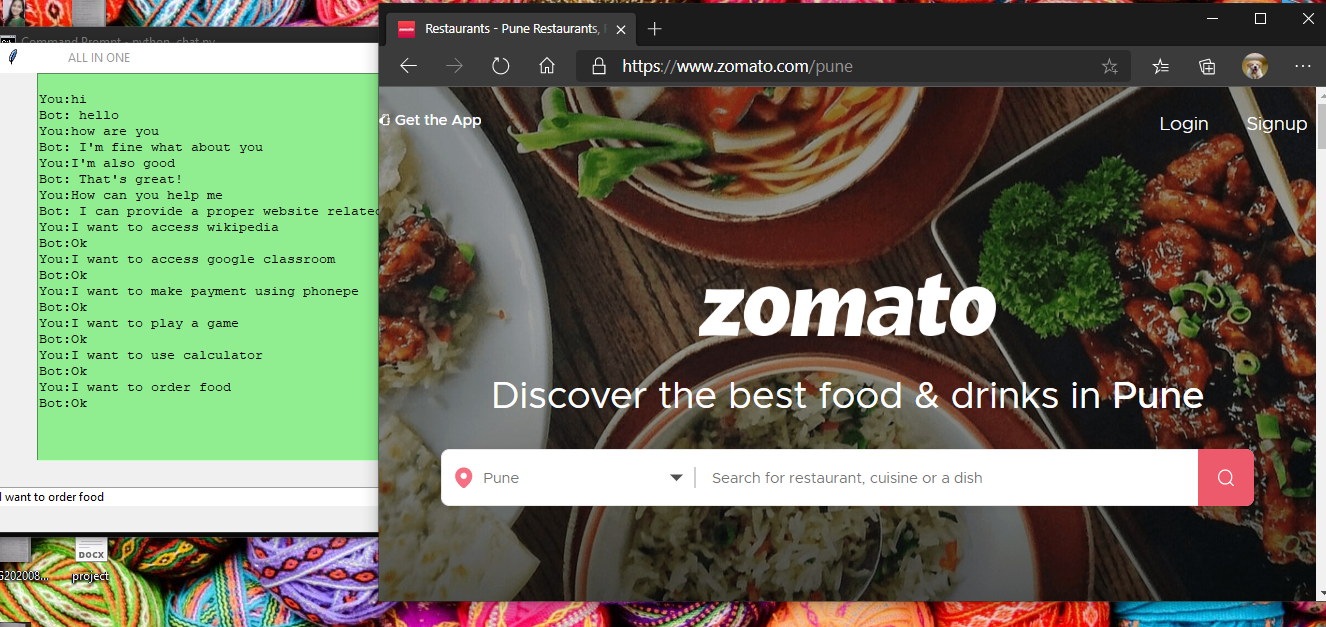 Command Prompt - python chat.py
ALL IN ONE
You:hi
Bot: hello
You:how are you
Bot: I'm fine what about you
You:I'm also good
Bot: That's great!
You:How can you help me
Bot: I can provide a proper website related
You:I want to access wikipedia
Bot:Ok
You:I want to access google classroom
Bot:Ok
You:I want to make payment using phonepe
Bot:Ok
You:I want to play a game
Bot:Ok
You:I want to use calculator
Bot:Ok
You:I want to order food
Bot:Ok
I want to order food
G202008...
DOCX
project
Restaurants - Pune Restaurants,
https://www.zomato.com/pune
Get the App
Login
Signup
zomato
Discover the best food & drinks in Pune
Pune
Search for restaurant, cuisine or a dish